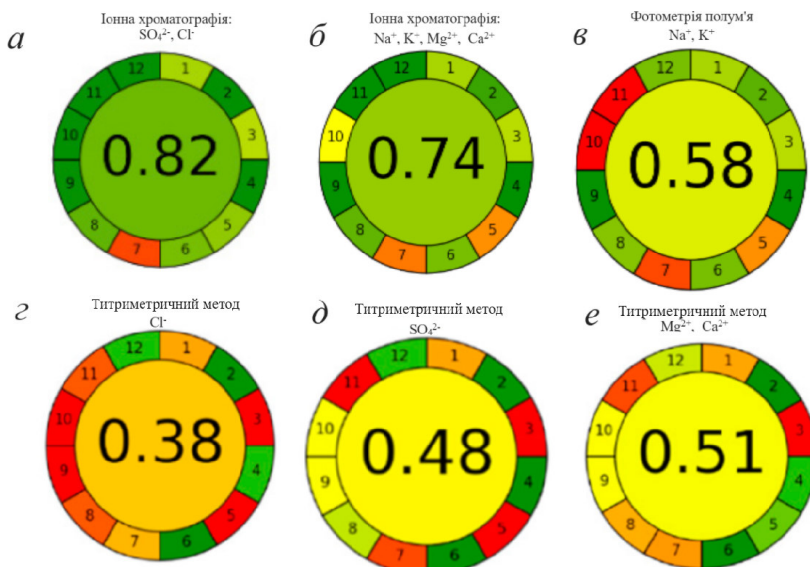 а
Іонна хроматографія:
SO₄²⁻, Cl⁻
12 1 2 3 4 5 6 7 8 9 10 11
0.82
б
Іонна хроматографія:
Na⁺, K⁺, Mg²⁺, Ca²⁺
12 1 2 3 4 5 6 7 8 9 10 11
0.74
в
Фотометрія полум'я
Na⁺, K⁺
12 1 2 3 4 5 6 7 8 9 10 11
0.58
г
Титриметричний метод
Cl⁻
12 1 2 3 4 5 6 7 8 9 10 11
0.38
д
Титриметричний метод
SO₄²⁻
12 1 2 3 4 5 6 7 8 9 10 11
0.48
е
Титриметричний метод
Mg²⁺, Ca²⁺
12 1 2 3 4 5 6 7 8 9 10 11
0.51